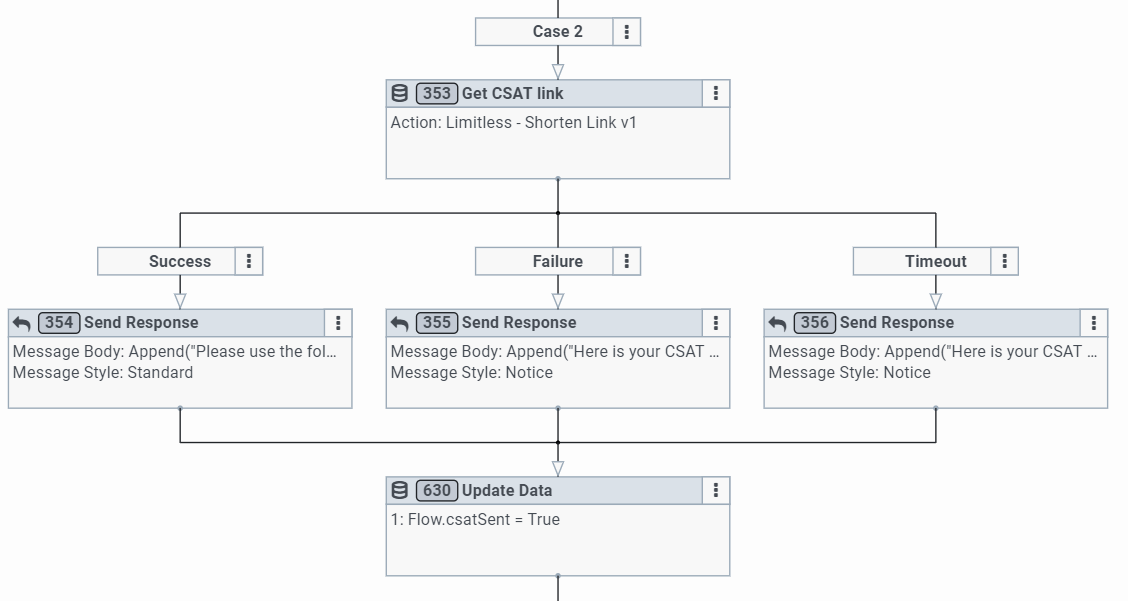 Case 2
353 Get CSAT link
Action: Limitless - Shorten Link v1
Success
Failure
Timeout
354 Send Response
Message Body: Append("Please use the fol...
Message Style: Standard
355 Send Response
Message Body: Append("Here is your CSAT ...
Message Style: Notice
356 Send Response
Message Body: Append("Here is your CSAT ...
Message Style: Notice
630 Update Data
1: Flow.csatSent = True